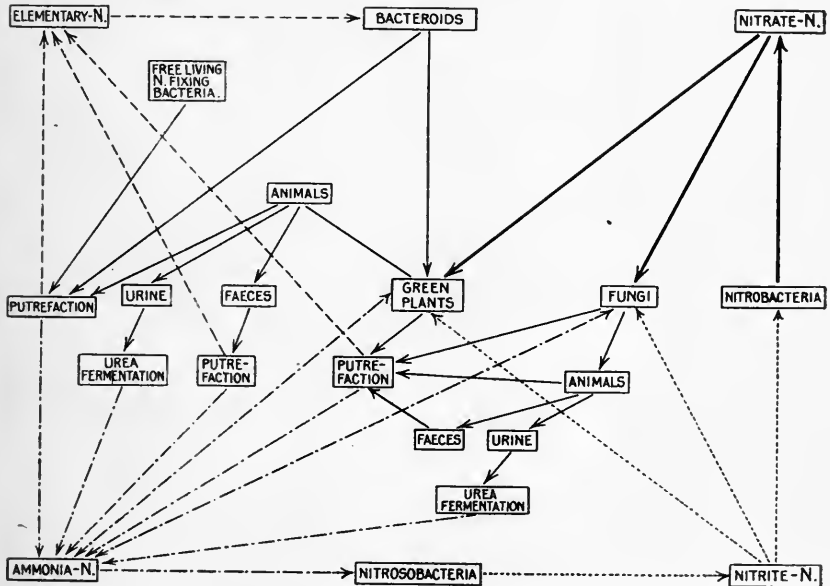 ELEMENTARY-N.
BACTEROIDS
NITRATE-N.
FREE LIVING
N. FIXING
BACTERIA.
ANIMALS
PUTREFACTION
URINE
FAECES
GREEN
PLANTS
FUNGI
NITROBACTERIA
UREA
FERMENTATION
PUTRE-
FACTION
PUTRE-
FACTION
ANIMALS
FAECES
URINE
UREA
FERMENTATION
AMMONIA-N.
NITROSOBACTERIA
NITRITE-N.